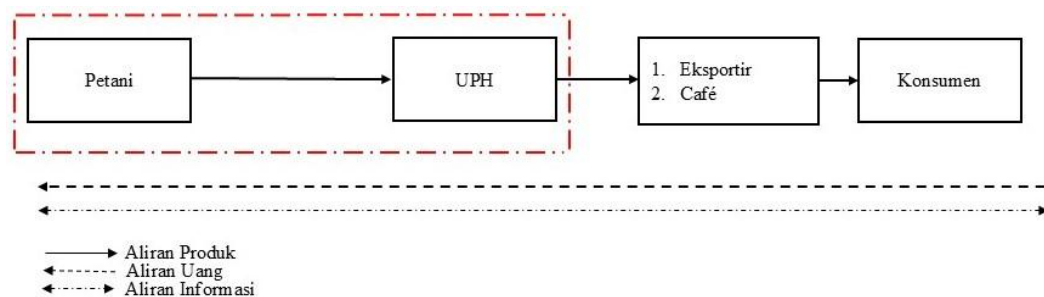 Petani
UPH
1. Eksportir
2. Café
Konsumen
Aliran Produk
Aliran Uang
Aliran Informasi